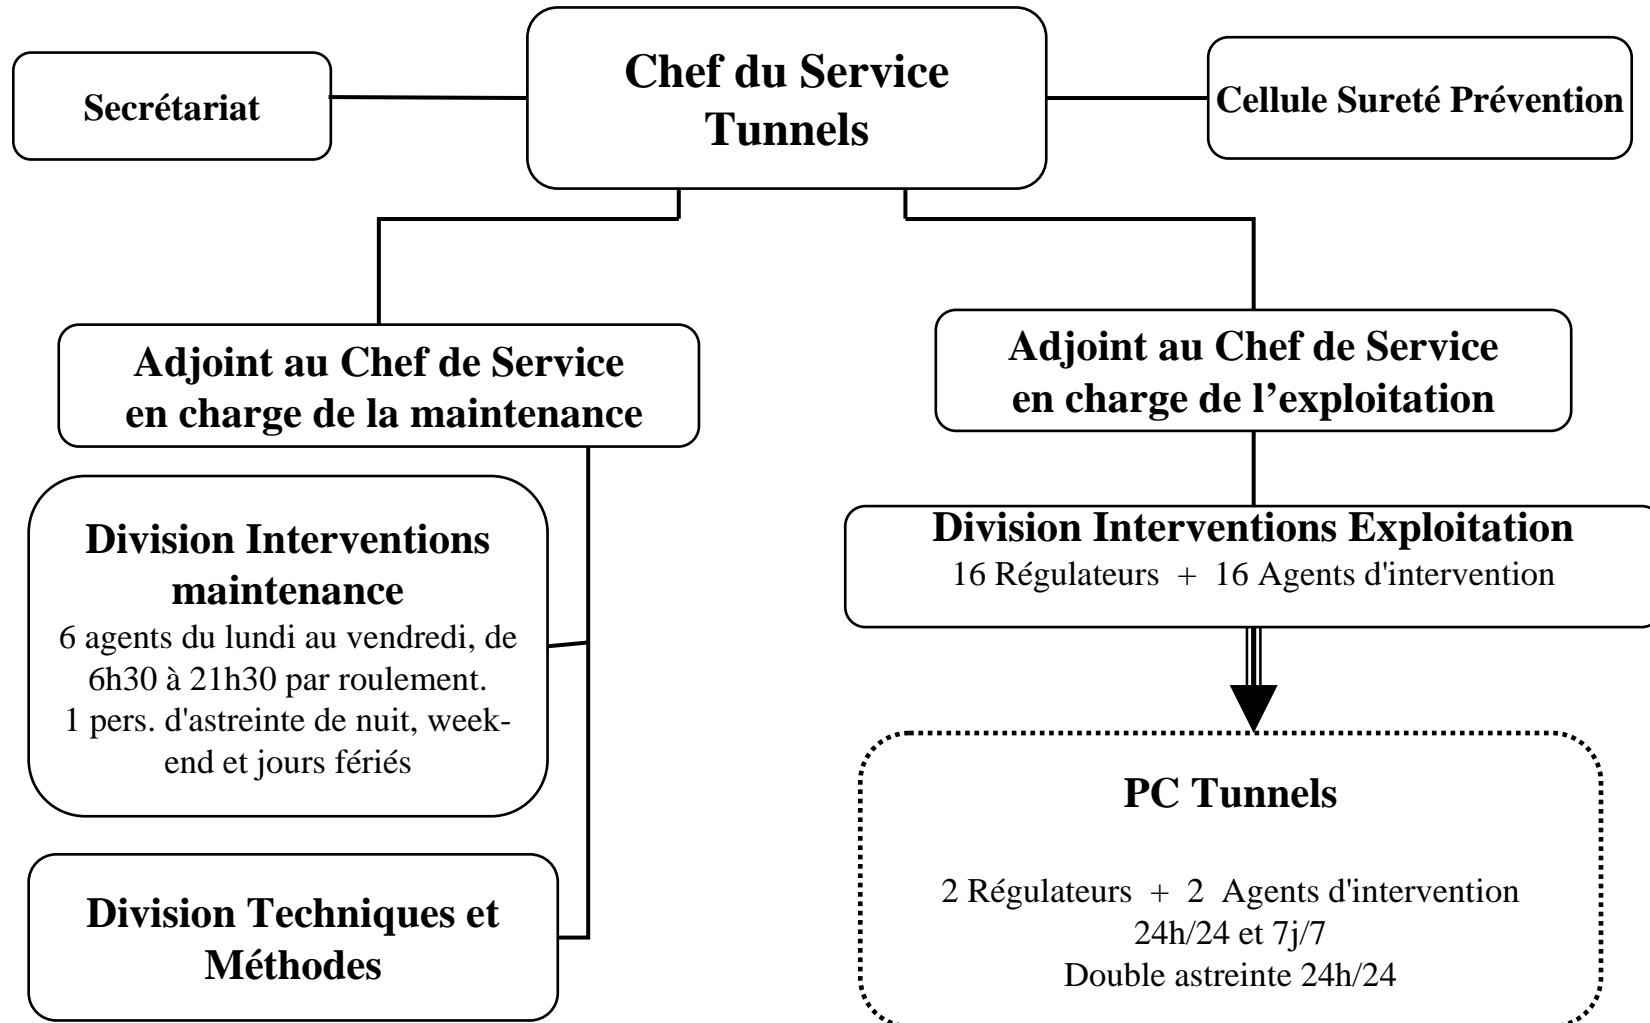 Chef du Service
Tunnels
Secrétariat
Cellule Sureté Prévention
Adjoint au Chef de Service
en charge de la maintenance
Adjoint au Chef de Service
en charge de l’exploitation
Division Interventions
maintenance
6 agents du lundi au vendredi, de
6h30 à 21h30 par roulement.
1 pers. d'astreinte de nuit, week-
end et jours fériés
Division Techniques et
Méthodes
Division Interventions Exploitation
16 Régulateurs + 16 Agents d'intervention
PC Tunnels
2 Régulateurs + 2 Agents d'intervention
24h/24 et 7j/7
Double astreinte 24h/24